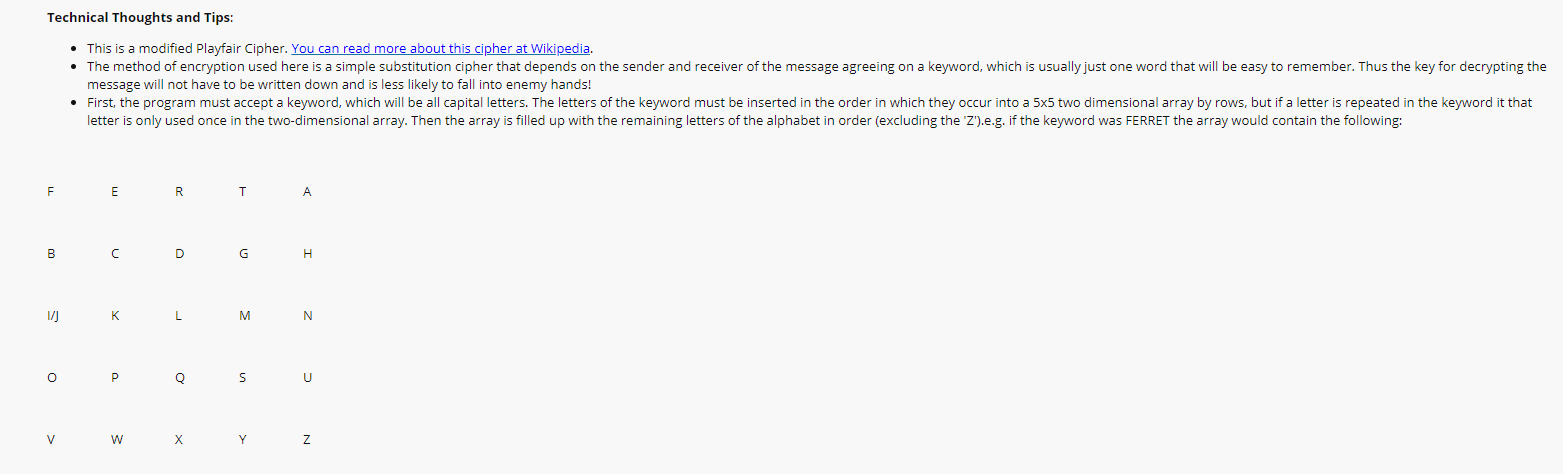 Technical Thoughts and Tips:
• This is a modified Playfair Cipher. You can read more about this cipher at Wikipedia.
• The method of encryption used here is a simple substitution cipher that depends on the sender and receiver of the message agreeing on a keyword, which is usually just one word that will be easy to remember. Thus the key for decrypting the
message will not have to be written down and is less likely to fall into enemy hands!
• First, the program must accept a keyword, which will be all capital letters. The letters of the keyword must be inserted in the order in which they occur into a 5x5 two dimensional array by rows, but if a letter is repeated in the keyword it that
letter is only used once in the two-dimensional array. Then the array is filled up with the remaining letters of the alphabet in order (excluding the 'Z').e.g. if the keyword was FERRET the array would contain the following:
F E R T A
B C D G H
I/J K L M N
O P Q S U
V W X Y Z